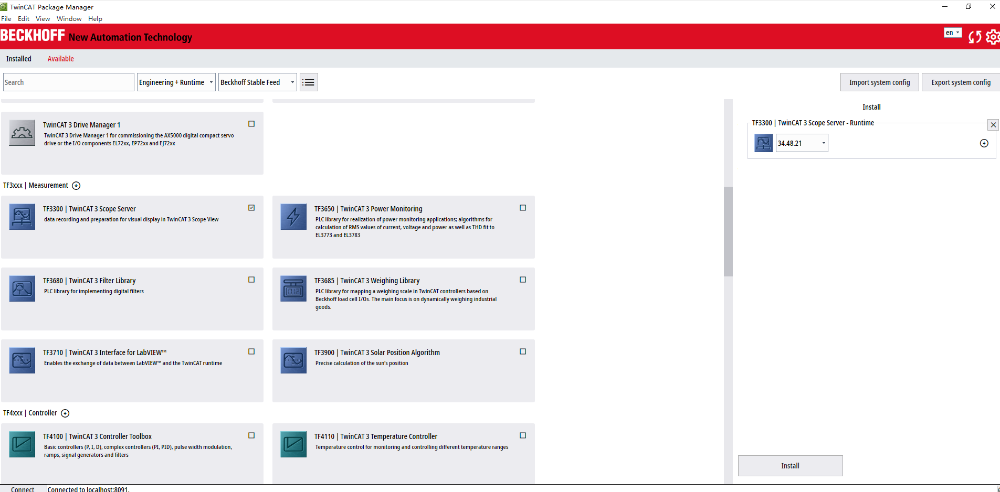 TwinCAT Package Manager
File Edit View Window Help
BECKHOFF New Automation Technology
en
Installed Available
Search
Engineering + Runtime
Beckhoff Stable Feed
Import system config
Export system config
TwinCAT 3 Drive Manager 1
TwinCAT 3 Drive Manager 1 for commissioning the AX5000 digital compact servo
drive or the I/O components EL72xx, EP72xx and EJ72xx
TF3xxx | Measurement
TF3300 | TwinCAT 3 Scope Server
data recording and preparation for visual display in TwinCAT 3 Scope View
TF3650 | TwinCAT 3 Power Monitoring
PLC library for realization of power monitoring applications; algorithms for
calculation of RMS values of current, voltage and power as well as THD fit to
EL3773 and EL3783
TF3680 | TwinCAT 3 Filter Library
PLC library for implementing digital filters
TF3685 | TwinCAT 3 Weighing Library
PLC library for mapping a weighing scale in TwinCAT controllers based on
Beckhoff load cell I/Os. The main focus is on dynamically weighing industrial
goods.
0.12
TF3710 | TwinCAT 3 Interface for LabVIEW™
Enables the exchange of data between LabVIEW™ and the TwinCAT runtime
TF3900 | TwinCAT 3 Solar Position Algorithm
Precise calculation of the sun’s position
TF4xxx | Controller
TF4100 | TwinCAT 3 Controller Toolbox
Basic controllers (P, I, D), complex controllers (PI, PID), pulse width modulation,
ramps, signal generators and filters
TF4110 | TwinCAT 3 Temperature Controller
Temperature control for monitoring and controlling different temperature ranges
Install
TF3300 | TwinCAT 3 Scope Server - Runtime
34.48.21
Install
Connect
Connected to localhost:8091.